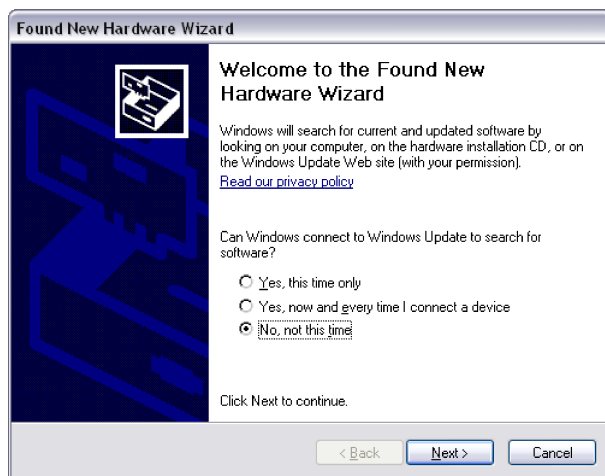 Found New Hardware Wizard
Welcome to the Found New
Hardware Wizard
Windows will search for current and updated software by
looking on your computer, on the hardware installation CD, or on
the Windows Update Web site (with your permission).
Read our privacy policy
Can Windows connect to Windows Update to search for
software?
Yes, this time only
Yes, now and every time I connect a device
No, not this time
Click Next to continue.
< Back Next > Cancel